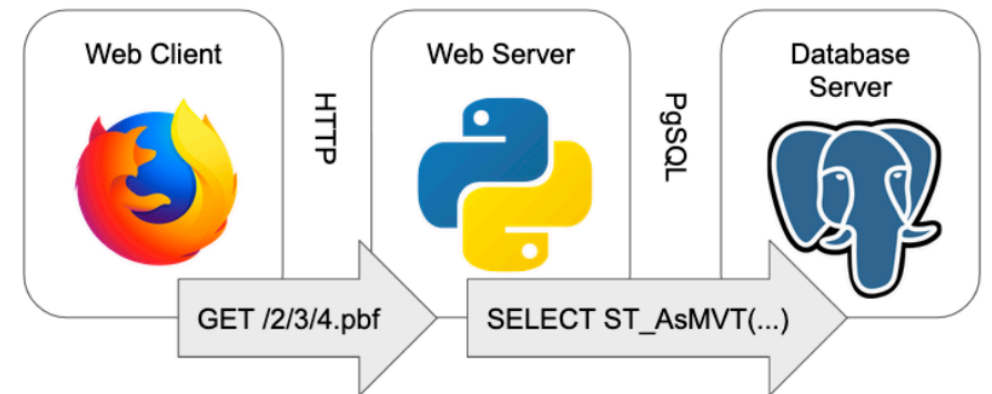 Web Client
HTTP
Web Server
PgSQL
Database
Server
GET /2/3/4.pbf
SELECT ST_AsMVT(...)